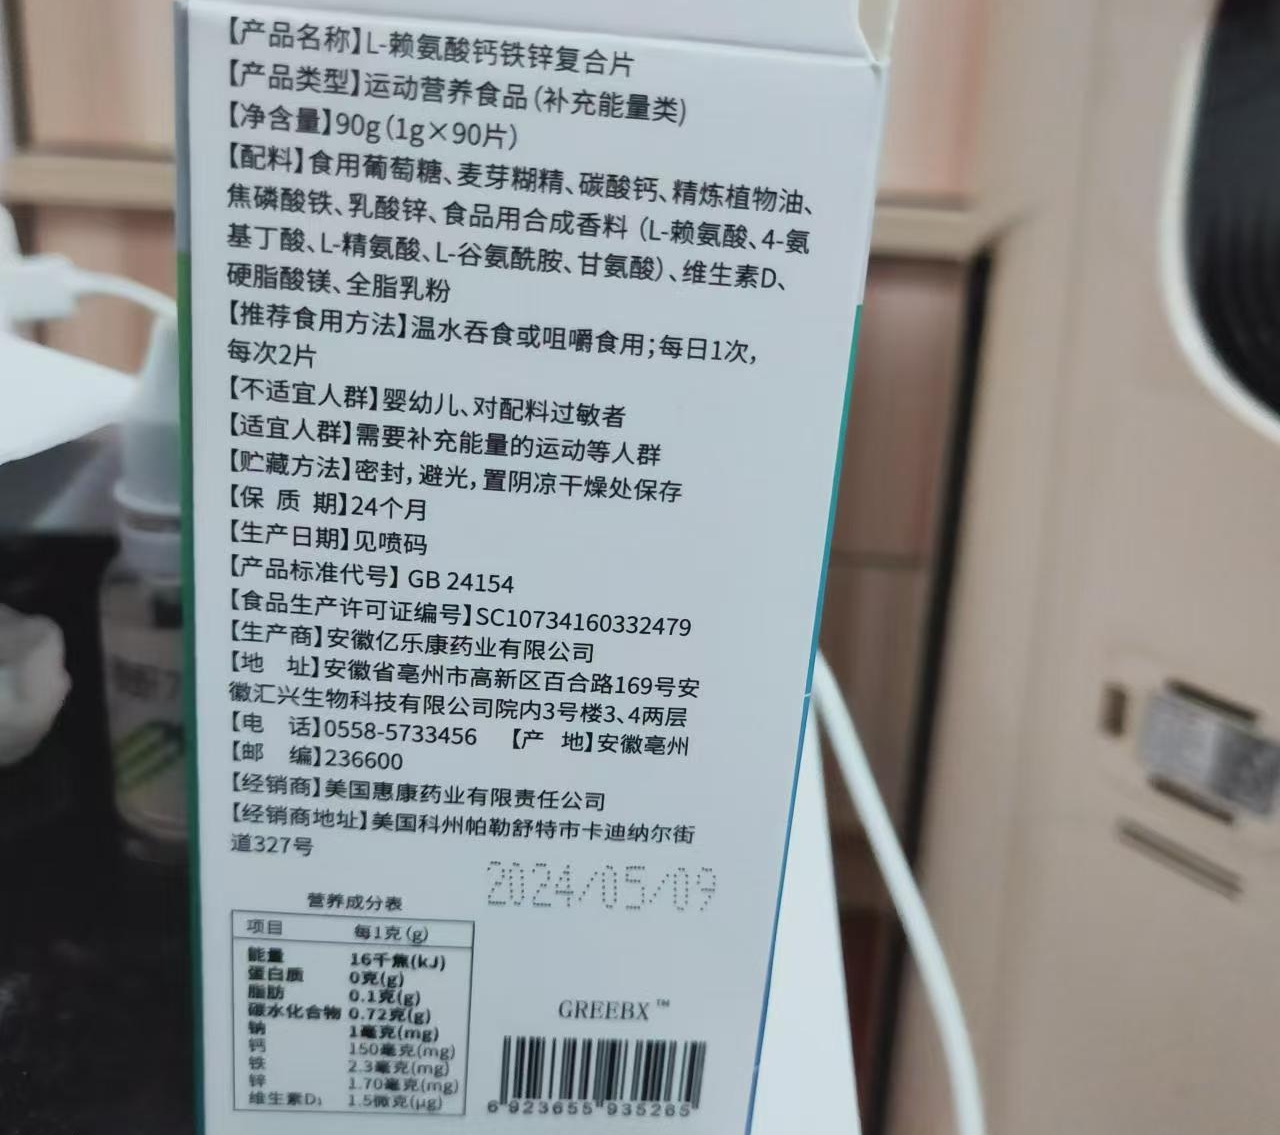 【产品名称】L-赖氨酸钙铁锌复合片
【产品类型】运动营养食品(补充能量类)
【净含量】90g(1g×90片)
【配料】食用葡萄糖、麦芽糊精、碳酸钙、精炼植物油、
焦磷酸铁、乳酸锌、食品用合成香料(L-赖氨酸、4-氨
基丁酸、L-精氨酸、L-谷氨酰胺、甘氨酸)、维生素D、
硬脂酸镁、全脂乳粉
【推荐食用方法】温水吞食或咀嚼食用;每日1次,
每次2片
【不适宜人群】婴幼儿、对配料过敏者
【适宜人群】需要补充能量的运动等人群
【贮藏方法】密封,避光,置阴凉干燥处保存
【保 质 期】24个月
【生产日期】见喷码
【产品标准代号】GB 24154
【食品生产许可证编号】SC10734160332479
【生产商】安徽亿乐康药业有限公司
【地 址】安徽省亳州市高新区百合路169号安
徽汇兴生物科技有限公司院内3号楼3、4两层
【电 话】0558-5733456 【产 地】安徽亳州
【邮 编】236600
【经销商】美国惠康药业有限责任公司
【经销商地址】美国科州帕勒舒特市卡迪纳尔街
道327号
2024/05/09
营养成分表
项目 每1克(g)
能量 16千焦(kJ)
蛋白质 0克(g)
脂肪 0.1克(g)
碳水化合物 0.72克(g)
钠 1毫克(mg)
钙 150毫克(mg)
铁 2.3毫克(mg)
锌 1.70毫克(mg)
维生素D₃ 1.5微克(μg)
GREEBX™
6 923655 935265